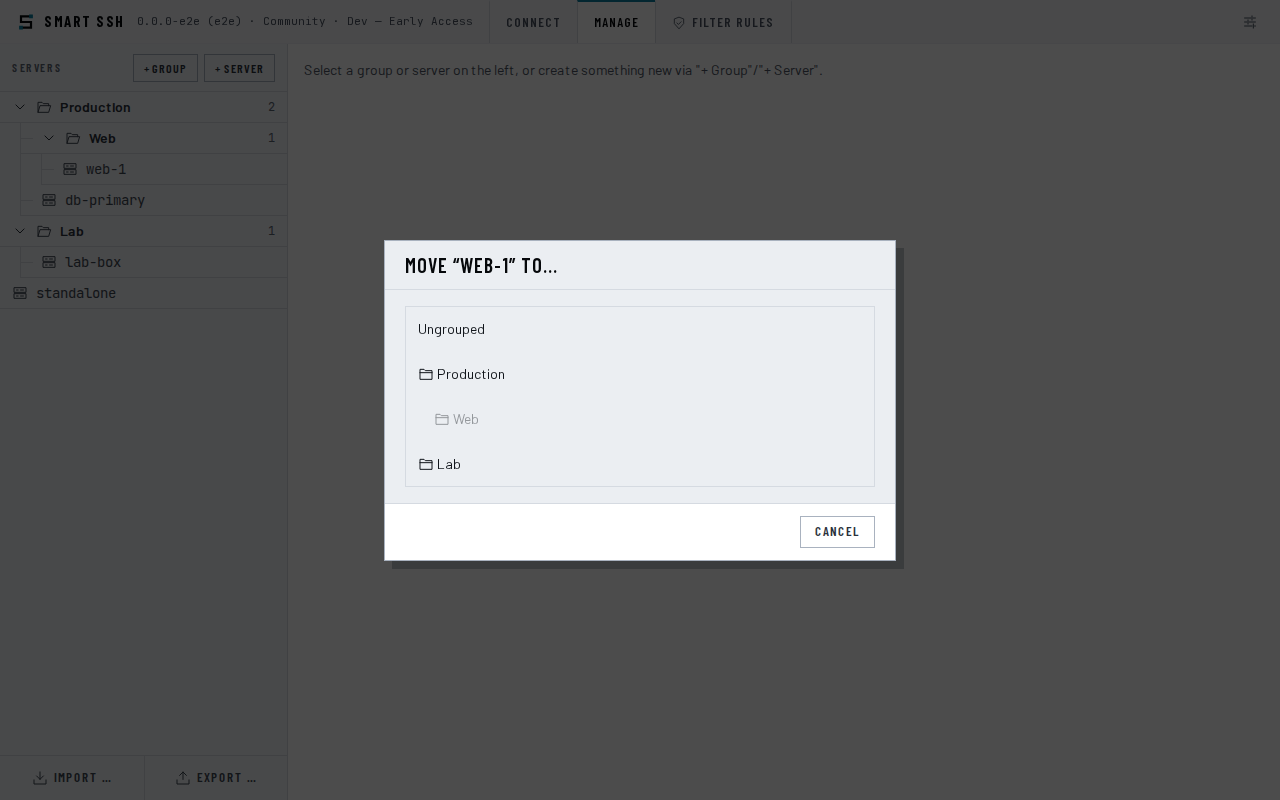 SMART SSH 0.0.0-e2e (e2e) · Community · Dev — Early Access CONNECT MANAGE FILTER RULES
SERVERS + GROUP + SERVER
Select a group or server on the left, or create something new via "+ Group"/"+ Server".
Production 2
Web 1
web-1
db-primary
Lab 1
lab-box
standalone
MOVE “WEB-1” TO…
Ungrouped
Production
Web
Lab
CANCEL
IMPORT … EXPORT …